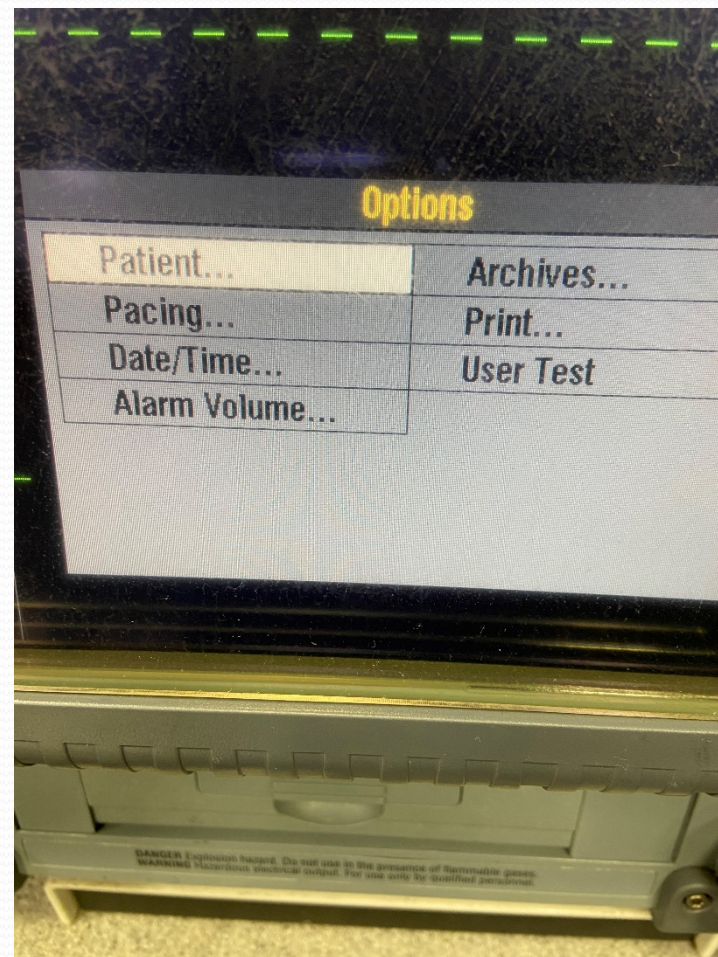 Options
Patient...
Pacing...
Date/Time...
Alarm Volume...
Archives...
Print...
User Test
DANGER Explosion hazard. Do not use in the presence of flammable gases.
WARNING Hazardous electrical output. For use only by qualified personnel.